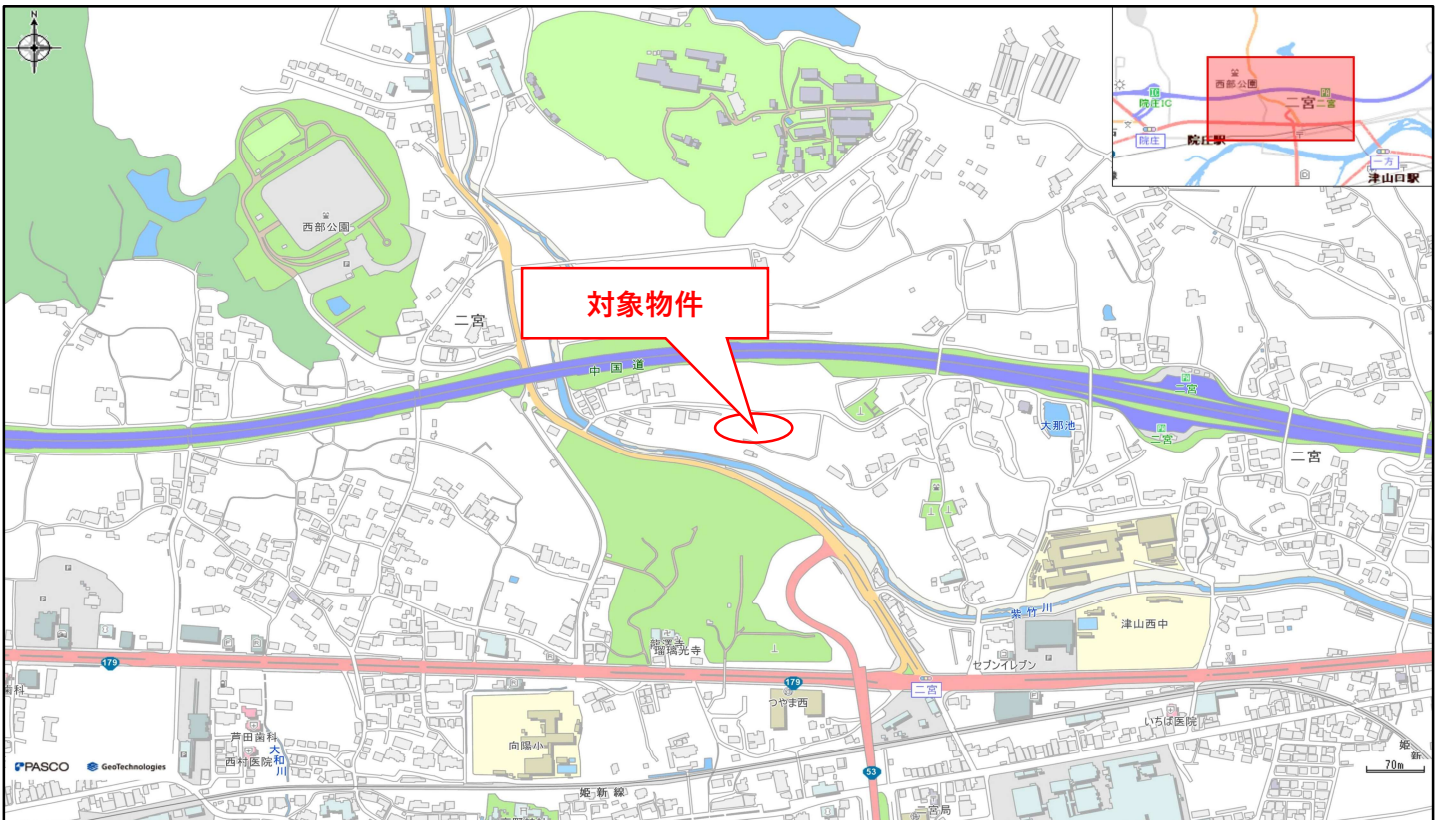 N
西部公園
二宮
二宮
院庄IC
院庄
院庄駅
一方
津山口駅
西部公園
二宮
対象物件
中国道
二宮
二宮
大那池
二宮
紫竹川
津山西中
瑠璃光寺
セブンイレブン
179
179
二宮
つやま西
歯科
芦田歯科
西村医院
大和川
向陽小
いちば医院
姫新
70m
PASCO
GeoTechnologies
53
姫新線
二宮局